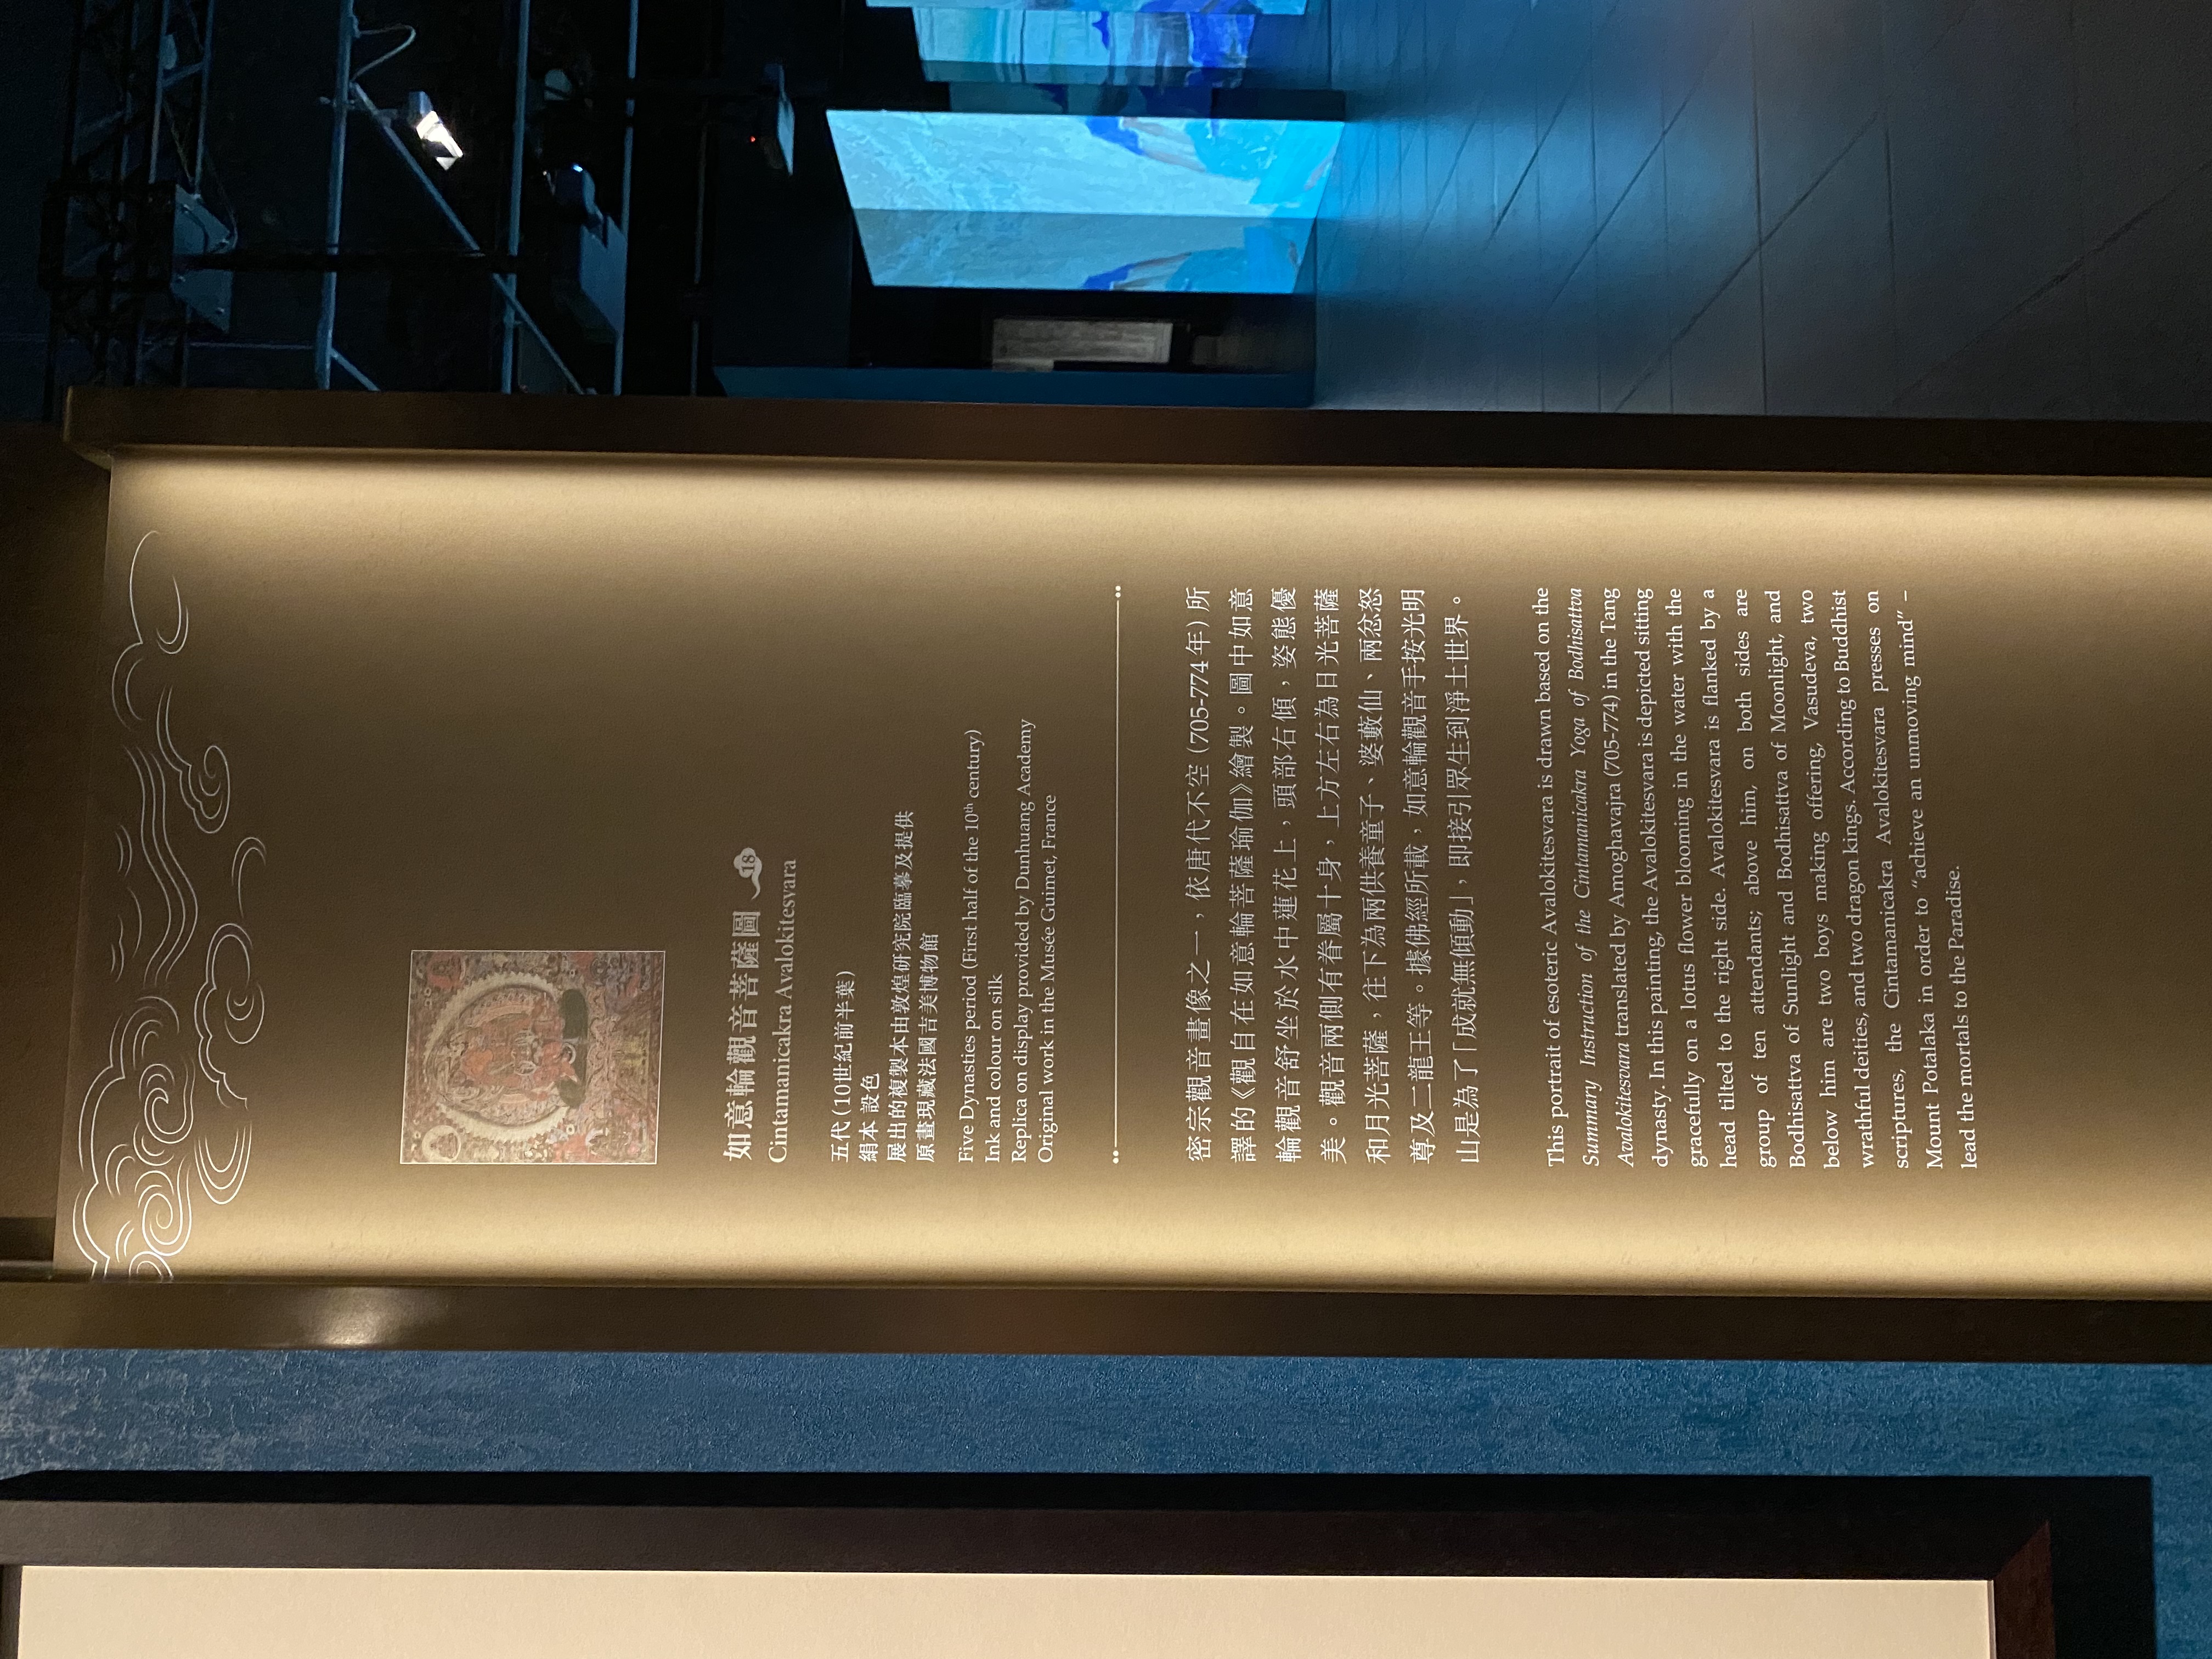 如意輪觀音菩薩圖 18
Cintamanicakra Avalokitesvara
五代（10世紀前半葉）
絹本 設色
展出的複製本由敦煌研究院臨摹及提供
原畫現藏法國吉美博物館
Five Dynasties period (First half of the 10th century)
Ink and colour on silk
Replica on display provided by Dunhuang Academy
Original work in the Musée Guimet, France
密宗觀音畫像之一，依唐代不空（705-774年）所
譯的《觀自在如意輪菩薩瑜伽》繪製。圖中如意
輪觀音舒坐於水中蓮花上，頭部右傾，姿態優
美。觀音兩側有眷屬十身，上方左右為日光菩薩
和月光菩薩，往下為兩供養童子、婆藪仙、兩忿怒
尊及二龍王等。據佛經所載，如意輪觀音手按光明
山是為了「成就無傾動」，即接引眾生到淨土世界。
This portrait of esoteric Avalokitesvara is drawn based on the
Summary Instruction of the Cintamanicakra Yoga of Bodhisattva
Avalokitesvara translated by Amoghavajra (705-774) in the Tang
dynasty. In this painting, the Avalokitesvara is depicted sitting
gracefully on a lotus flower blooming in the water with the
head tilted to the right side. Avalokitesvara is flanked by a
group of ten attendants; above him, on both sides are
Bodhisattva of Sunlight and Bodhisattva of Moonlight, and
below him are two boys making offering, Vasudeva, two
wrathful deities, and two dragon kings. According to Buddhist
scriptures, the Cintamanicakra Avalokitesvara presses on
Mount Potalaka in order to “achieve an unmoving mind” –
lead the mortals to the Paradise.